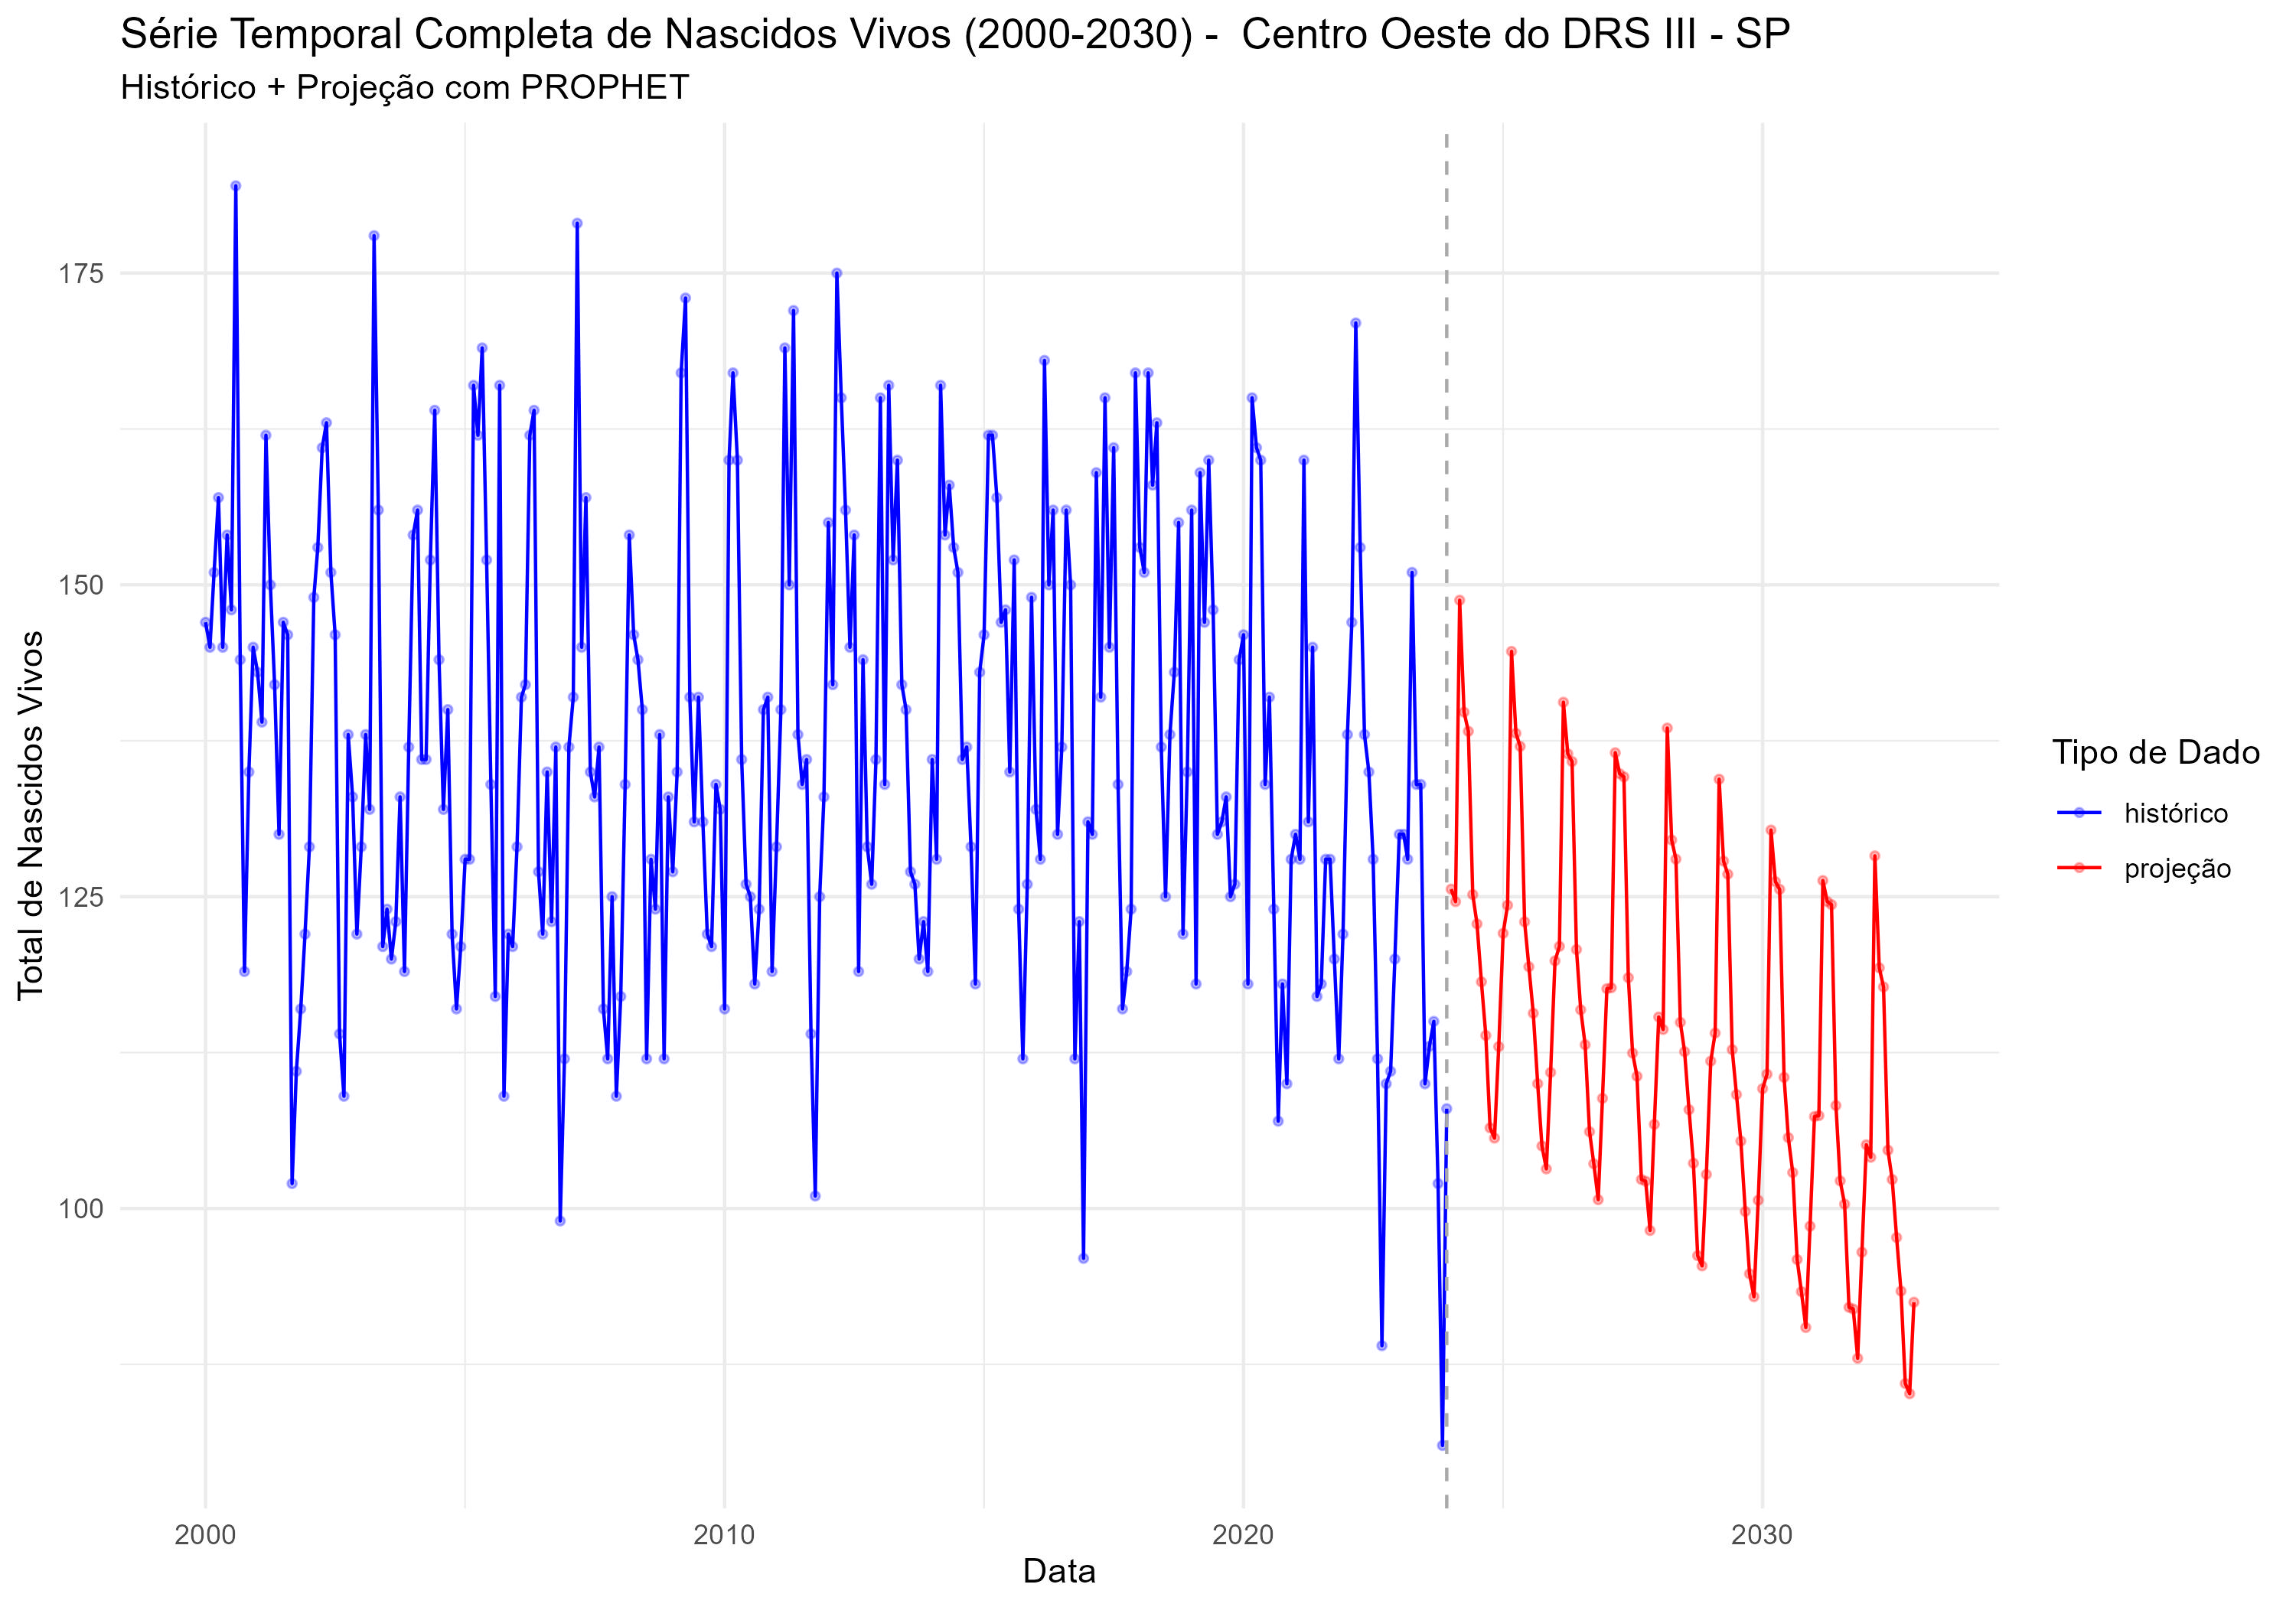 Série Temporal Completa de Nascidos Vivos (2000-2030) -  Centro Oeste do DRS III - SP
Histórico + Projeção com PROPHET
Total de Nascidos Vivos
175
150
125
100
2000
2010
2020
2030
Data
Tipo de Dado
histórico
projeção